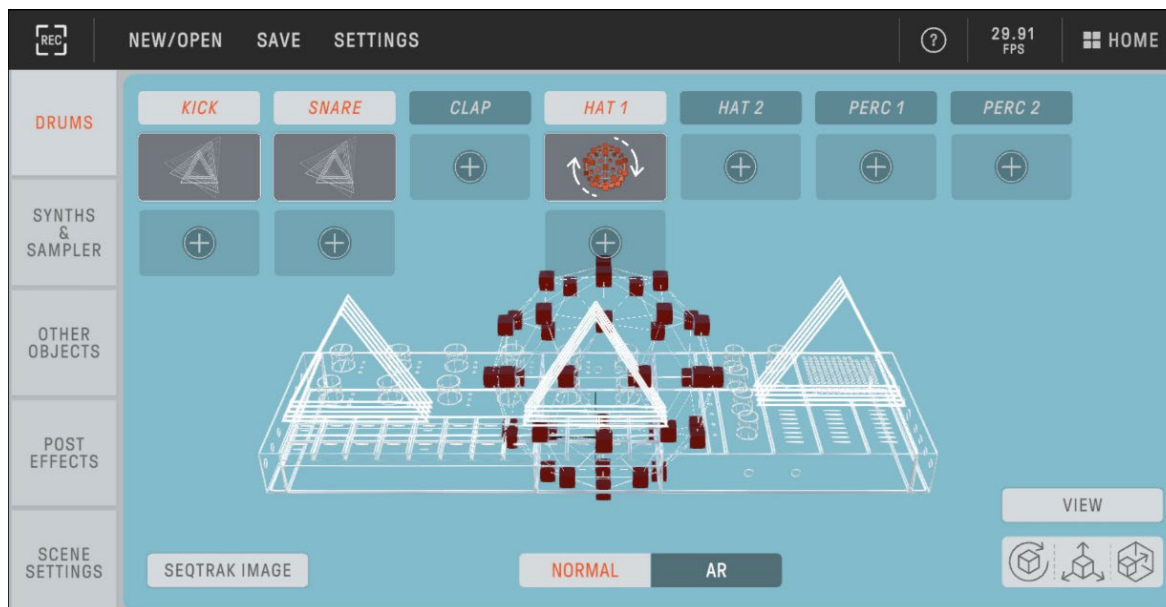 REC
NEW/OPEN SAVE SETTINGS
?
29.91
FPS
HOME
DRUMS
KICK SNARE CLAP HAT 1 HAT 2 PERC 1 PERC 2
SYNTHS
&
SAMPLER
OTHER
OBJECTS
POST
EFFECTS
SCENE
SETTINGS
VIEW
SEQTRAK IMAGE
NORMAL AR